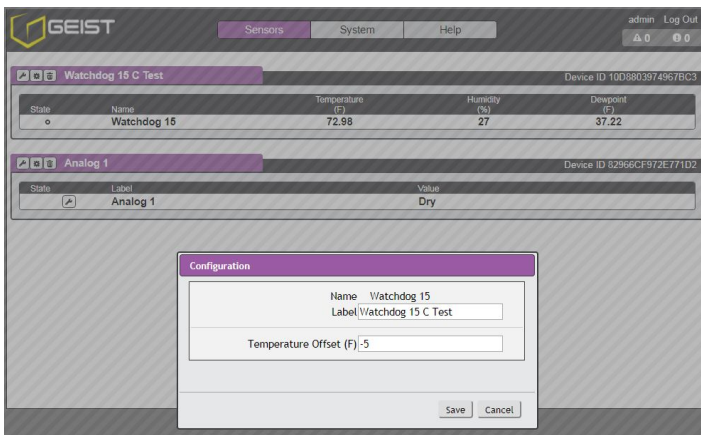 GEIST
Sensors System Help
admin Log Out
0 0
Watchdog 15 C Test Device ID 10D8803974967BC3
State Name Temperature (F) Humidity (%) Dewpoint (F)
Watchdog 15 72.98 27 37.22
Analog 1 Device ID 82966CF972E771D2
State Label Value
Analog 1 Dry
Configuration
Name Watchdog 15
Label Watchdog 15 C Test
Temperature Offset (F) -5
Save Cancel